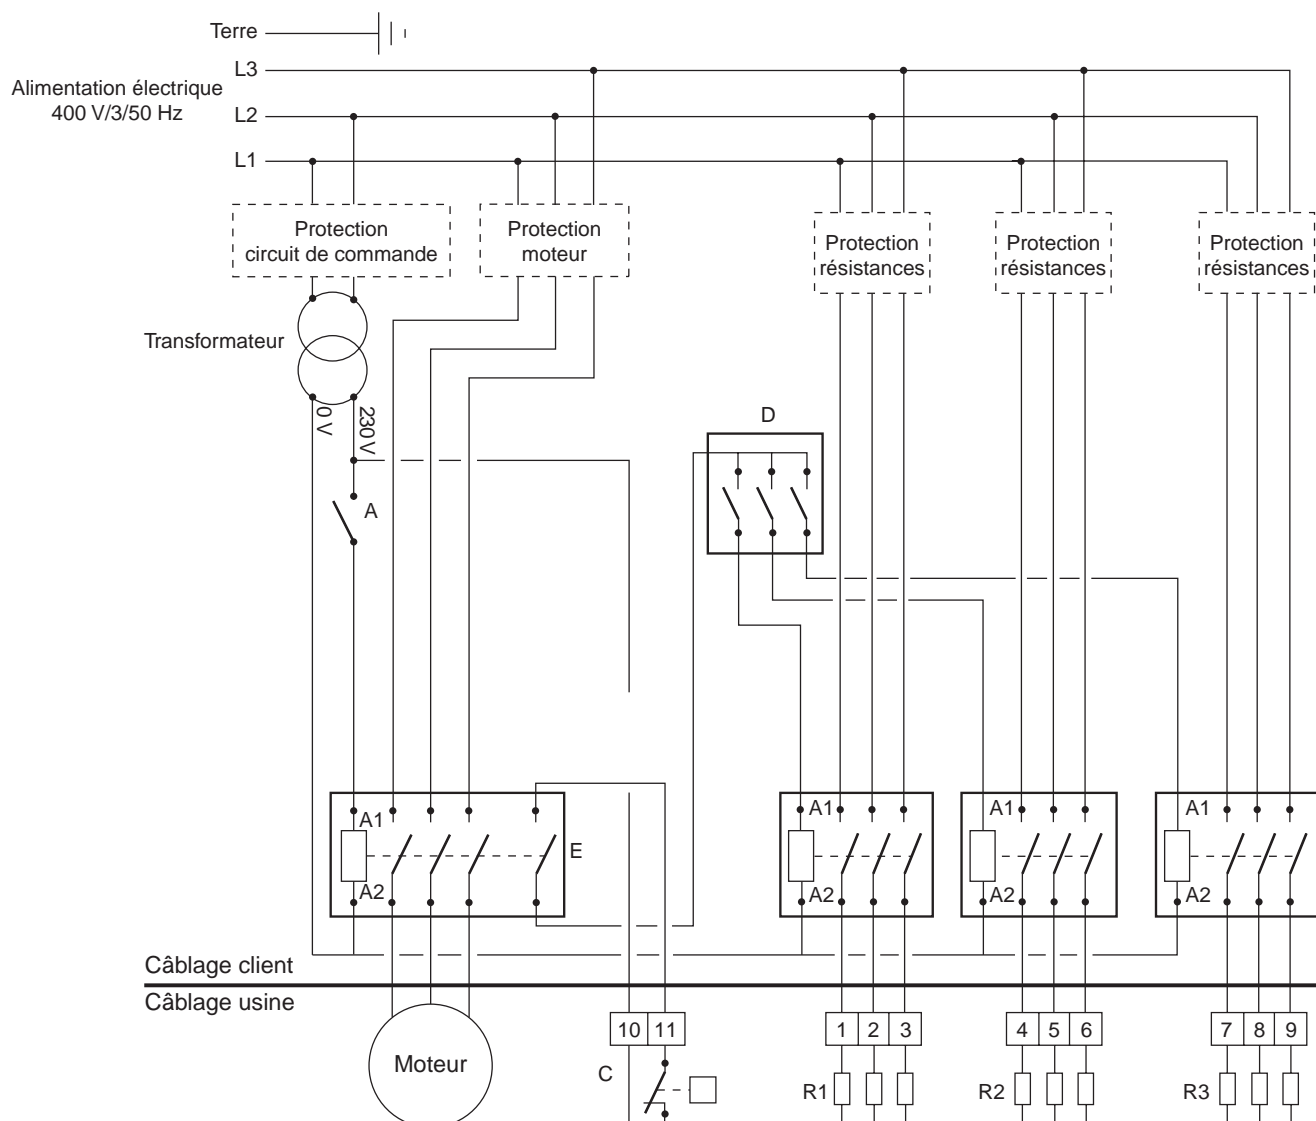 Terre
L3
Alimentation électrique
400 V/3/50 Hz
L2
L1
Protection
circuit de commande
Protection
moteur
Protection
résistances
Protection
résistances
Protection
résistances
Transformateur
0 V
230 V
D
A
A1
A2
E
A1
A2
A1
A2
A1
A2
Câblage client
Câblage usine
Moteur
10 11
1 2 3
4 5 6
7 8 9
C
R1
R2
R3